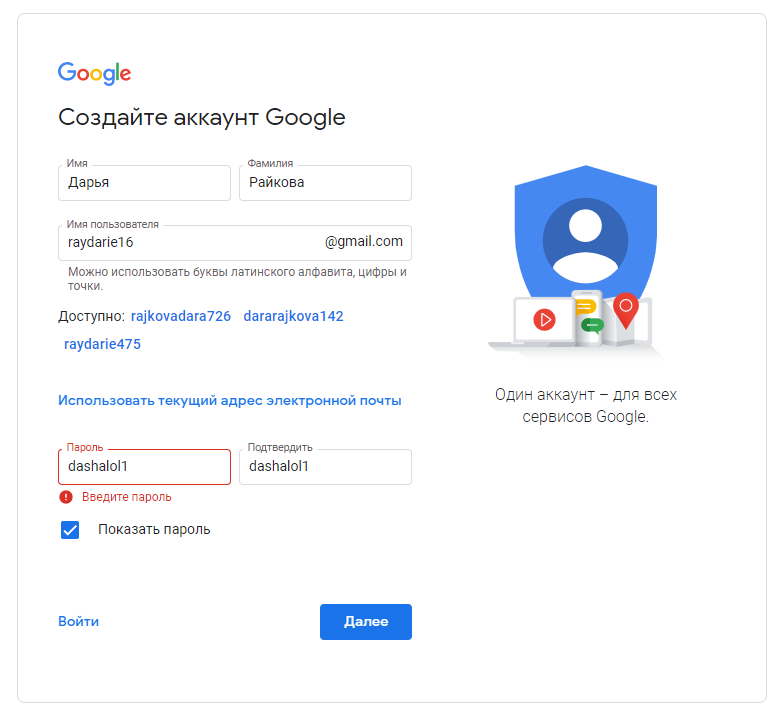 Google
Создайте аккаунт Google
Имя
Фамилия
Дарья
Райкова
Имя пользователя
raydarie16
@gmail.com
Можно использовать буквы латинского алфавита, цифры и
точки.
Доступно: rajkovadara726 dararajkova142
raydarie475
Использовать текущий адрес электронной почты
Пароль
Подтвердить
dashalol1
dashalol1
Введите пароль
Показать пароль
Войти
Далее
Один аккаунт – для всех
сервисов Google.